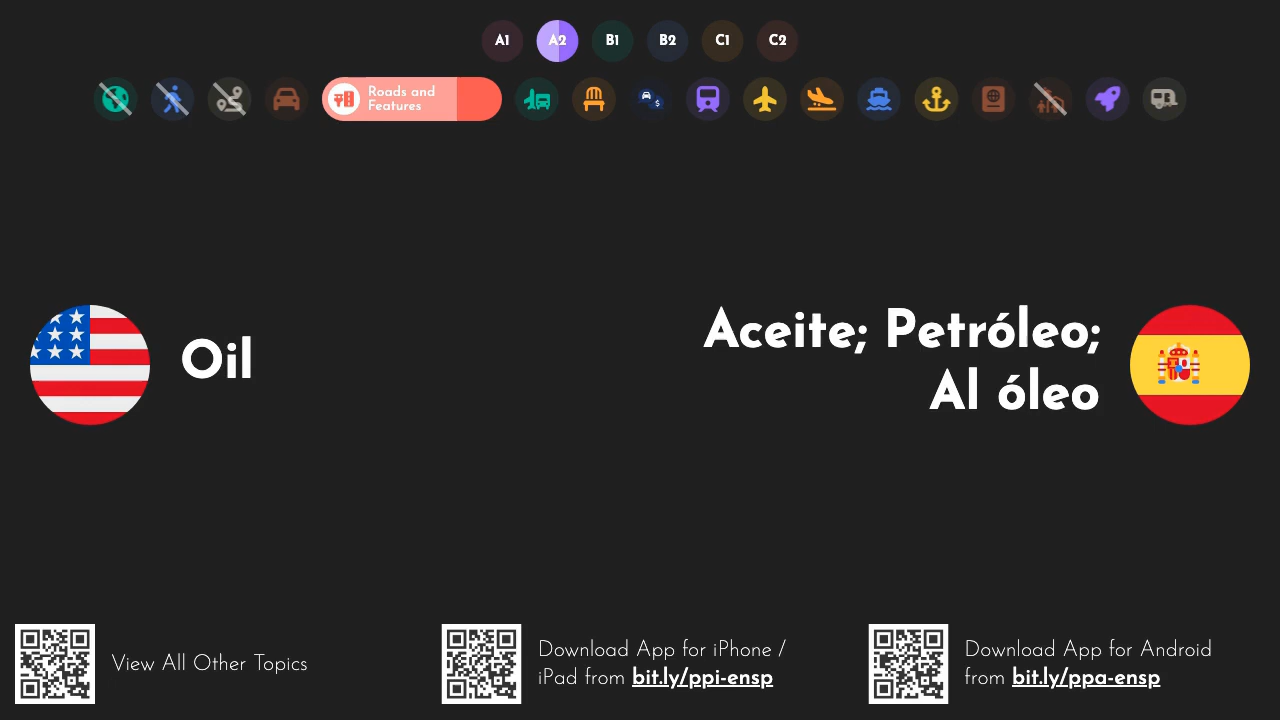 A1 A2 B1 B2 C1 C2
Roads and
Features
Oil
Aceite; Petróleo;
Al óleo
View All Other Topics
Download App for iPhone /
iPad from bit.ly/ppi-ensp
Download App for Android
from bit.ly/ppa-ensp